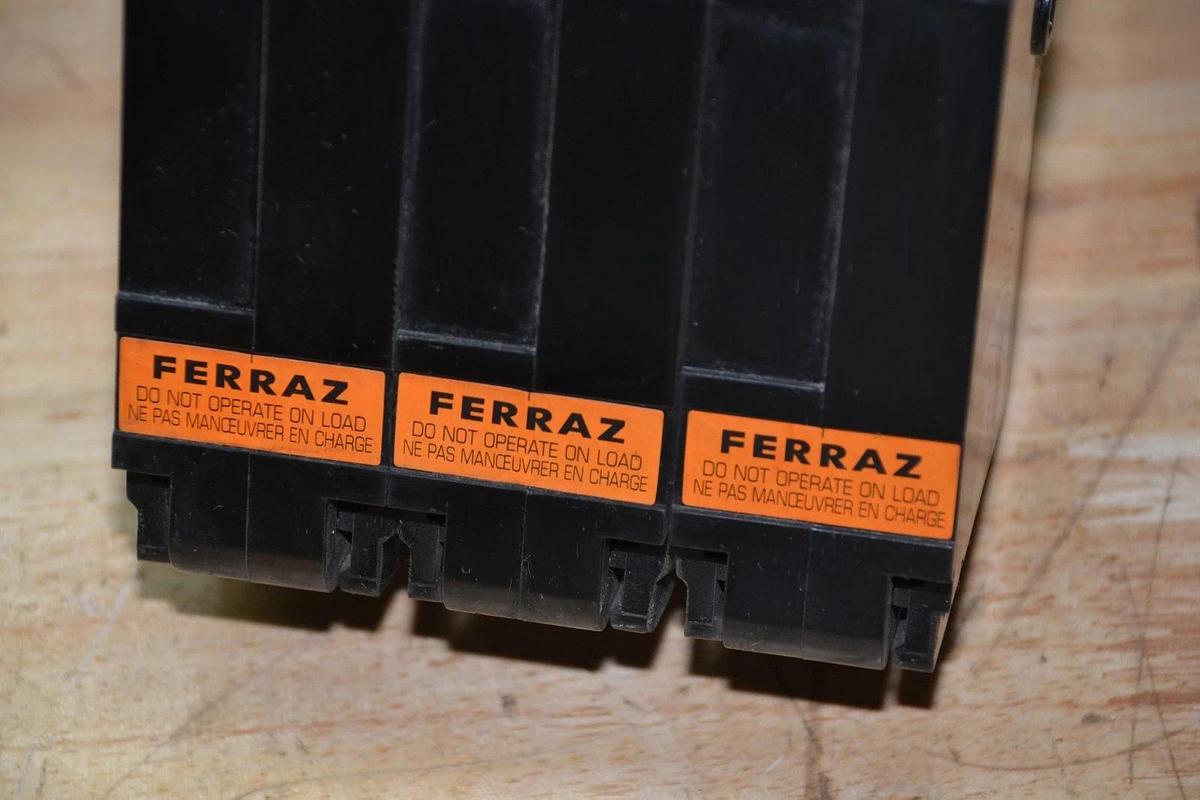 FERRAZ
DO NOT OPERATE ON LOAD
NE PAS MANŒUVRER EN CHARGE
FERRAZ
DO NOT OPERATE ON LOAD
NE PAS MANŒUVRER EN CHARGE
FERRAZ
DO NOT OPERATE ON LOAD
NE PAS MANŒUVRER EN CHARGE